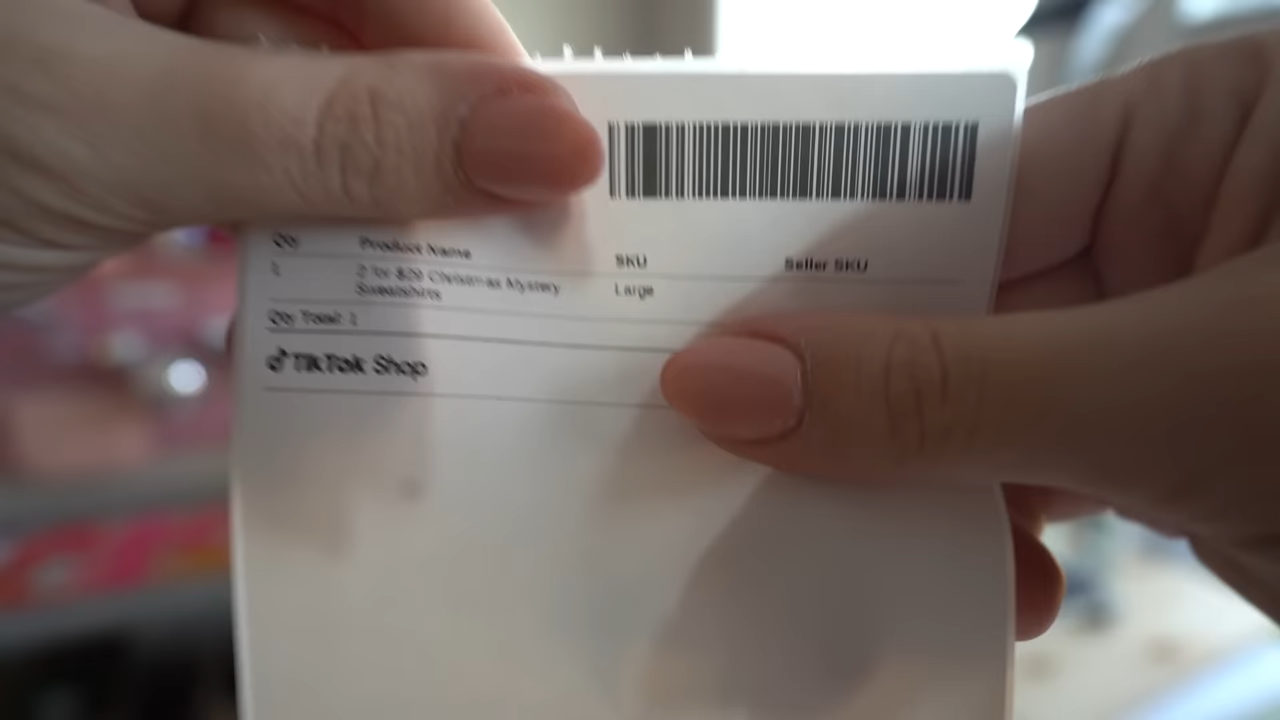 Qty Product Name SKU Seller SKU
1 2 for $29 Christmas Mystery Large
Sweatshirts
Qty Total: 1
TikTok Shop